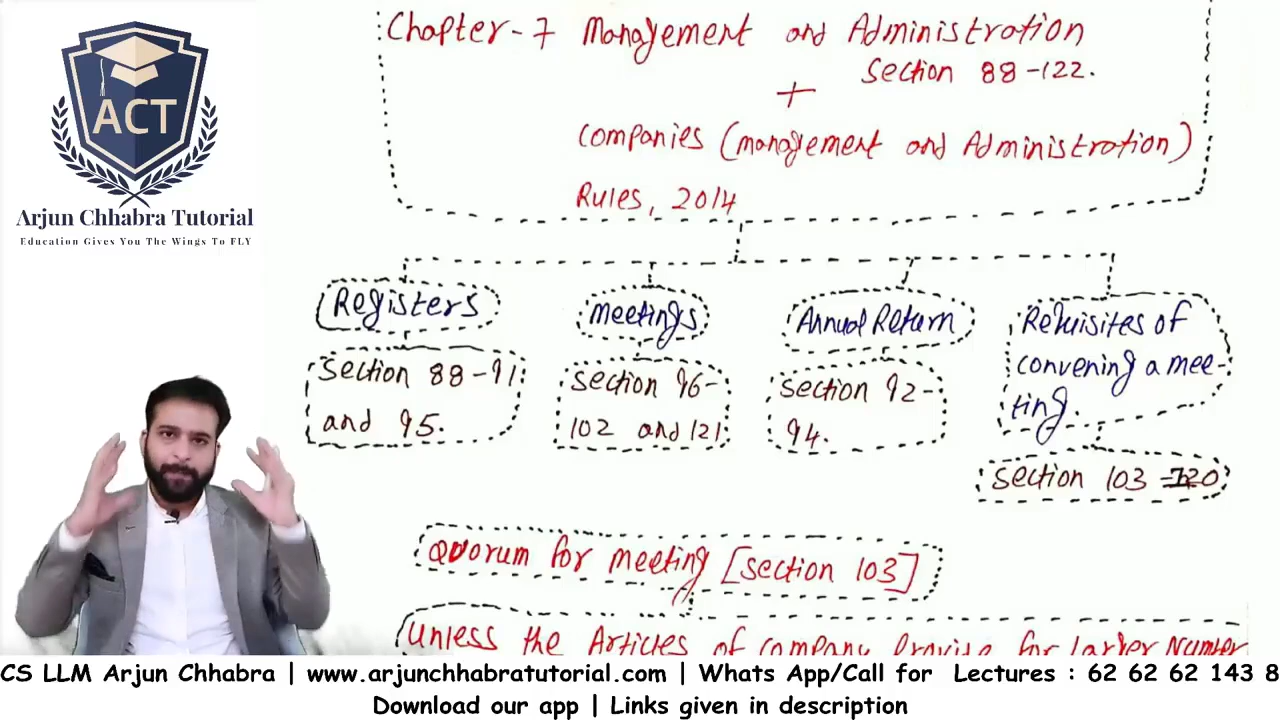 Chapter-7 Management and Administration
Section 88-122.
+
companies (management and Administration)
Rules, 2014
ACT
Arjun Chhabra Tutorial
Education Gives You The Wings To FLY
Registers
Section 88-91
and 95.
Meetings
Section 96-
102 and 121
Annual Return
Section 92-
94.
Requisites of
convening a mee-
ting.
Section 103-120
Quorum for meeting [Section 103]
Unless the Articles of company Provide for larger Number
CS LLM Arjun Chhabra | www.arjunchhabratutorial.com | Whats App/Call for Lectures : 62 62 62 143 8
Download our app | Links given in description